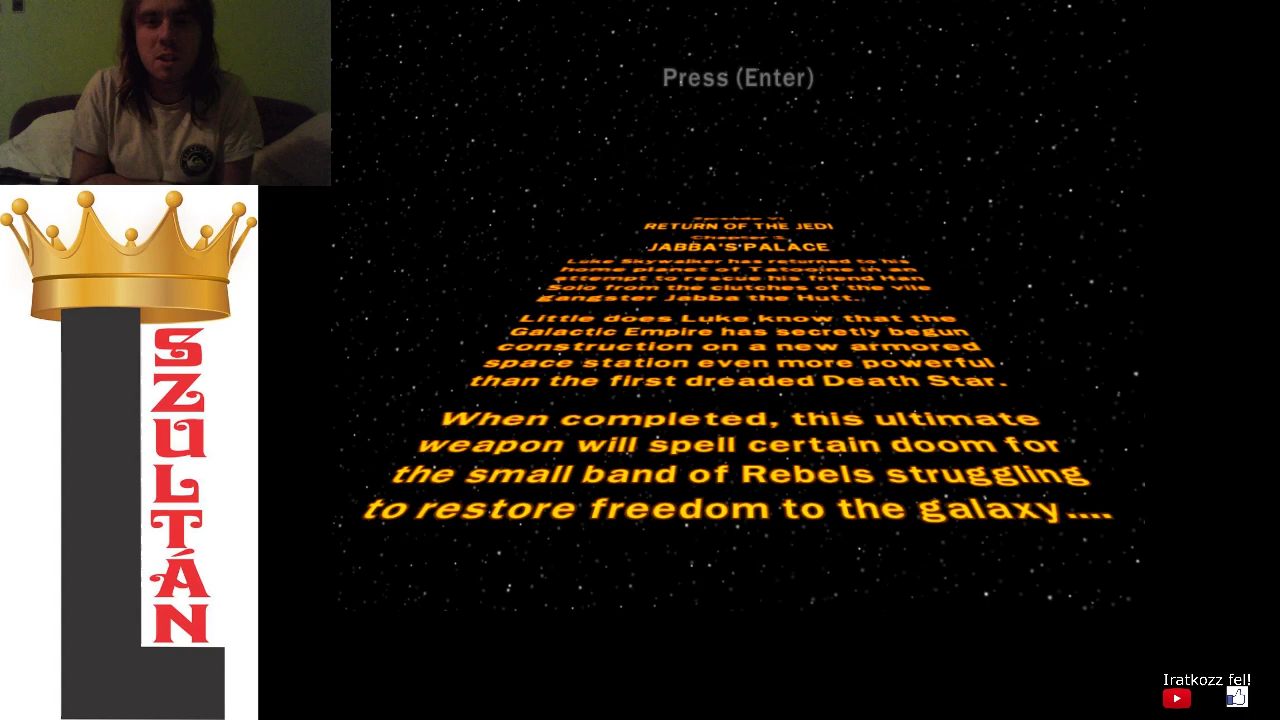 Press (Enter)
Episode VI
RETURN OF THE JEDI
Chapter 1
JABBA'S PALACE
Luke Skywalker has returned to his
home planet of Tatooine in an
attempt to rescue his friend Han
Solo from the clutches of the vile
gangster Jabba the Hutt.
Little does Luke know that the
Galactic Empire has secretly begun
construction on a new armored
space station even more powerful
than the first dreaded Death Star.
When completed, this ultimate
weapon will spell certain doom for
the small band of Rebels struggling
to restore freedom to the galaxy....
L
SZULTÁN
Iratkozz fel!